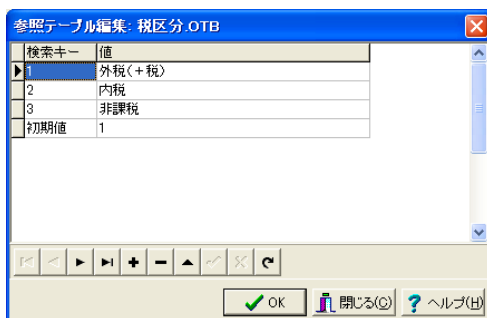 参照テーブル編集: 税区分.OTB
検索キー 値
1 外税(+税)
2 内税
3 非課税
初期値 1
OK 閉じる(C) ヘルプ(H)